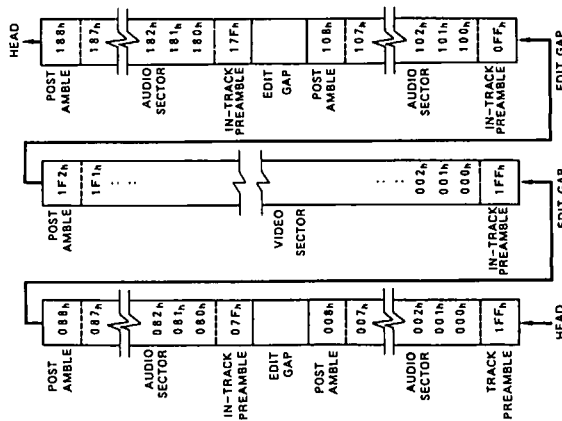 POST
AMBLE
088h
087h
AUDIO
SECTOR
082h
081h
080h
IN-TRACK
PREAMBLE
07Fh
EDIT
GAP
POST
AMBLE
008h
007h
AUDIO
SECTOR
002h
001h
000h
TRACK
PREAMBLE
1FFh
HEAD
POST
AMBLE
1F2h
1F1h
VIDEO
SECTOR
002h
001h
000h
IN-TRACK
PREAMBLE
1FFh
EDIT GAP
HEAD
POST
AMBLE
188h
187h
AUDIO
SECTOR
182h
181h
180h
IN-TRACK
PREAMBLE
17Fh
EDIT
GAP
POST
AMBLE
108h
107h
AUDIO
SECTOR
102h
101h
100h
IN-TRACK
PREAMBLE
0FFh
EDIT GAP